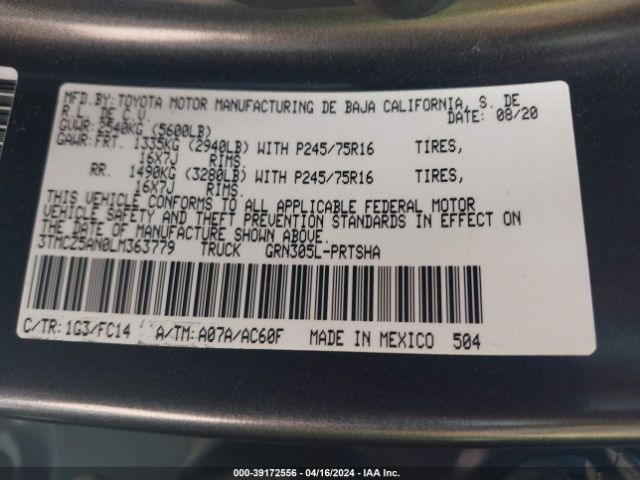 MFD.BY: TOYOTA MOTOR MANUFACTURING DE BAJA CALIFORNIA, S. DE
R.L. DE C.V. DATE: 08/20
GVWR: 2540KG (5600LB)
GAWR: FRT. 1335KG (2940LB) WITH P245/75R16 TIRES,
16X7J RIMS.
RR. 1490KG (3280LB) WITH P245/75R16 TIRES,
16X7J RIMS.
THIS VEHICLE CONFORMS TO ALL APPLICABLE FEDERAL MOTOR
VEHICLE SAFETY AND THEFT PREVENTION STANDARDS IN EFFECT ON
THE DATE OF MANUFACTURE SHOWN ABOVE.
3TMCZ5AN0LM363779 TRUCK GRN305L-PRTSHA
C/TR: 1G3/FC14 A/TM: A07A/AC60F MADE IN MEXICO 504
000-39172556 | 04/16/2024 | IAA